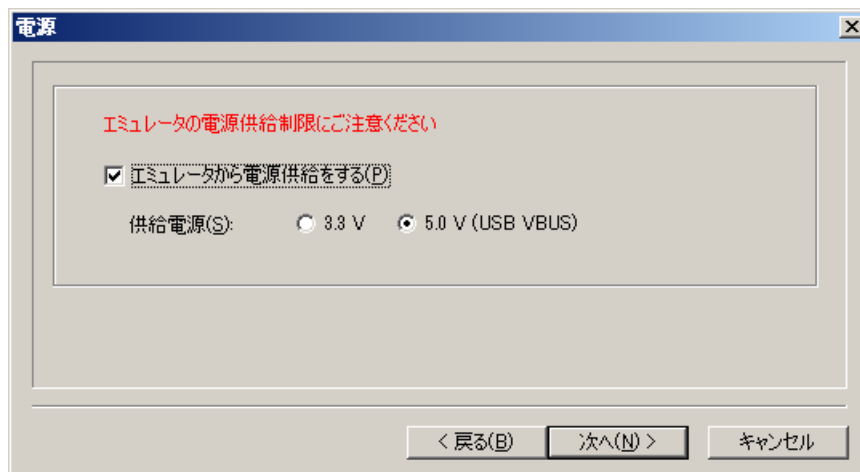 電源
エミュレータの電源供給制限にご注意ください
エミュレータから電源供給をする(P)
供給電源(S): 3.3 V 5.0 V (USB VBUS)
< 戻る(B) 次へ(N) > キャンセル